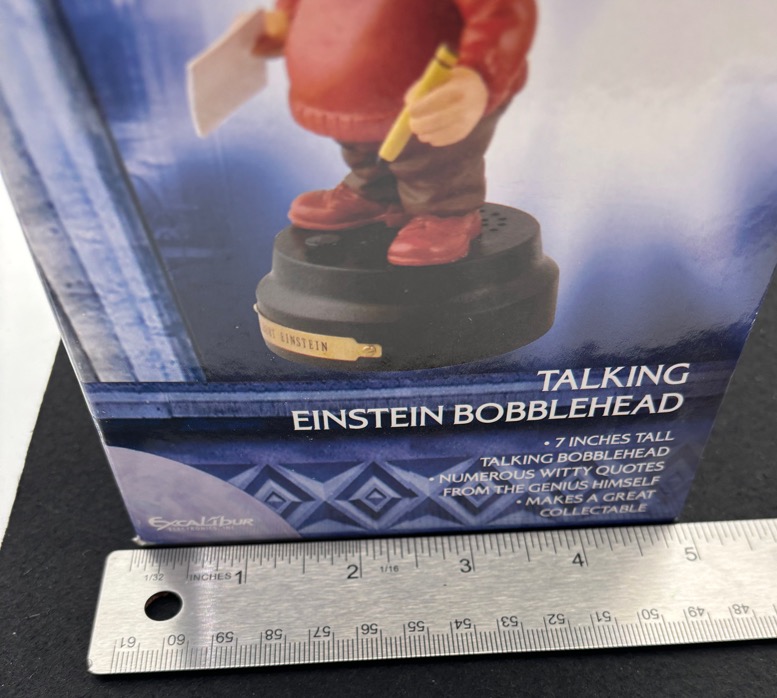 EINSTEIN
TALKING
EINSTEIN BOBBLEHEAD
• 7 INCHES TALL
TALKING BOBBLEHEAD
• NUMEROUS WITTY QUOTES
FROM THE GENIUS HIMSELF
• MAKES A GREAT
COLLECTABLE
EXCALIBUR
1/32 INCHES 1 2 1/16 3 4 5
61 60 59 58 57 56 55 54 53 52 51 50 49 48